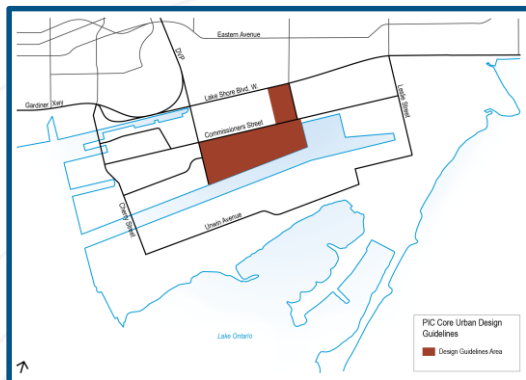 Eastern Avenue
DVP
Lake Shore Blvd. W.
Gardiner Xwy
Leslie Street
Commissioners Street
Cherry Street
Unwin Avenue
Lake Ontario
PIC Core Urban Design
Guidelines
Design Guidelines Area